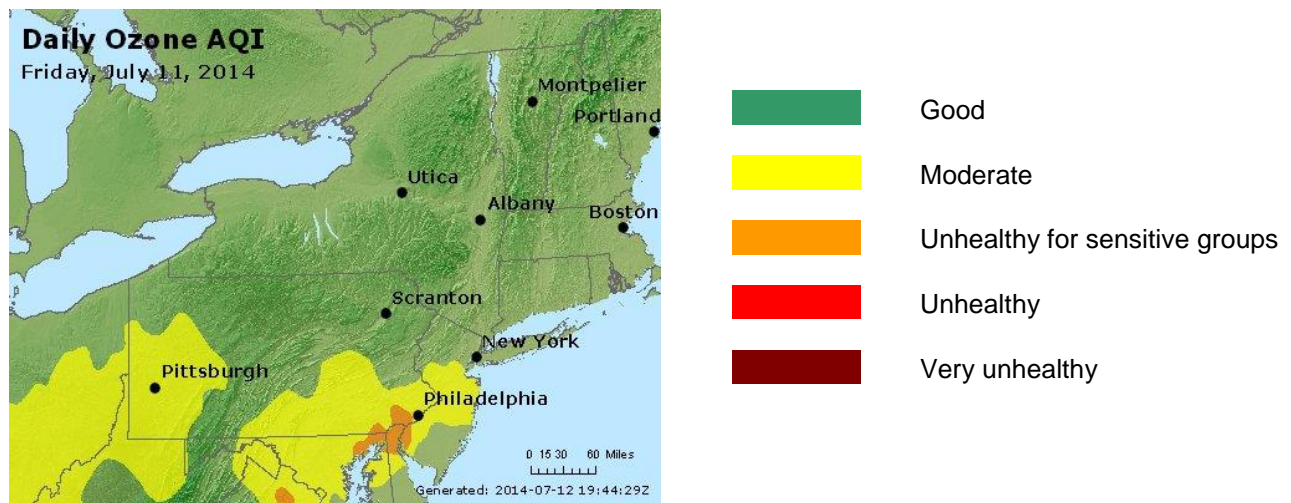 Daily Ozone AQI
Friday, July 11, 2014
Montpelier
Portland
Utica
Albany
Boston
Scranton
New York
Pittsburgh
Philadelphia
0 15 30 60 Miles
Generated: 2014-07-12 19:44:29Z
Good
Moderate
Unhealthy for sensitive groups
Unhealthy
Very unhealthy